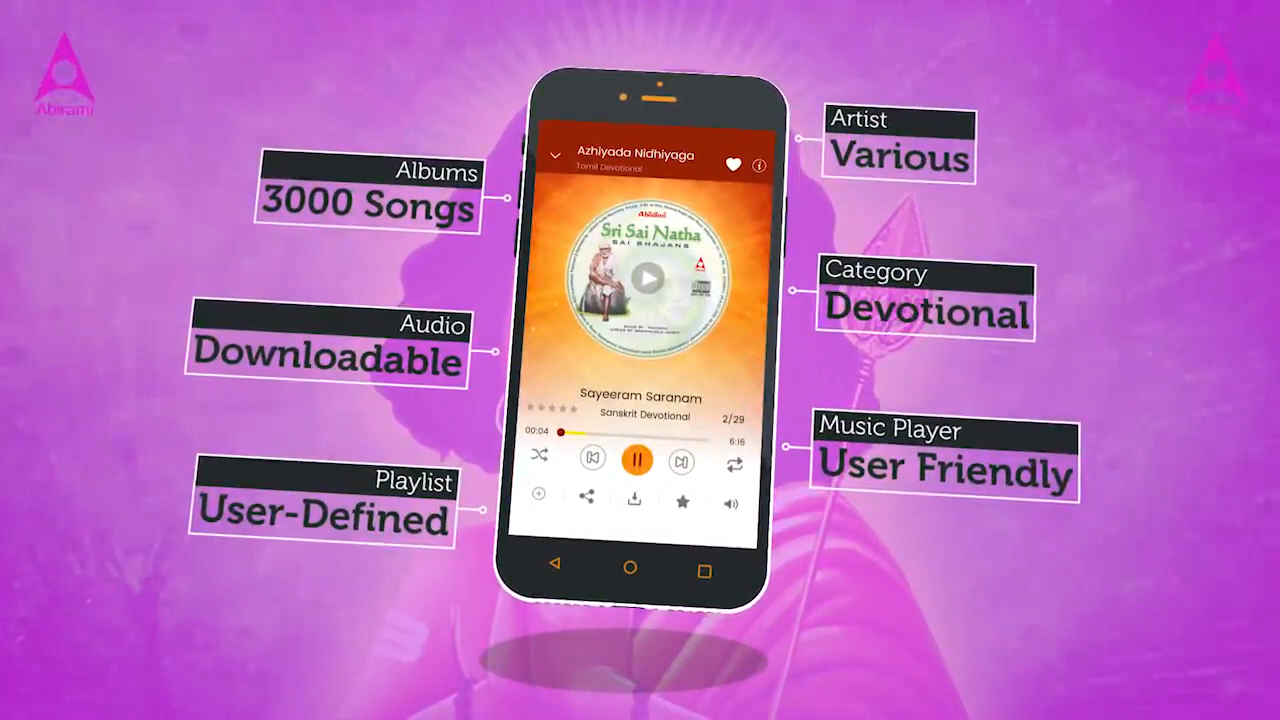 Abirami
Albums
3000 Songs
Audio
Downloadable
Playlist
User-Defined
Azhiyada Nidhiyaga
Tamil Devotional
Abirami
Sri Sai Natha
SAI BHAJANS
Sayeeram Saranam
Sanskrit Devotional
2/29
00:04
6:16
Artist
Various
Category
Devotional
Music Player
User Friendly